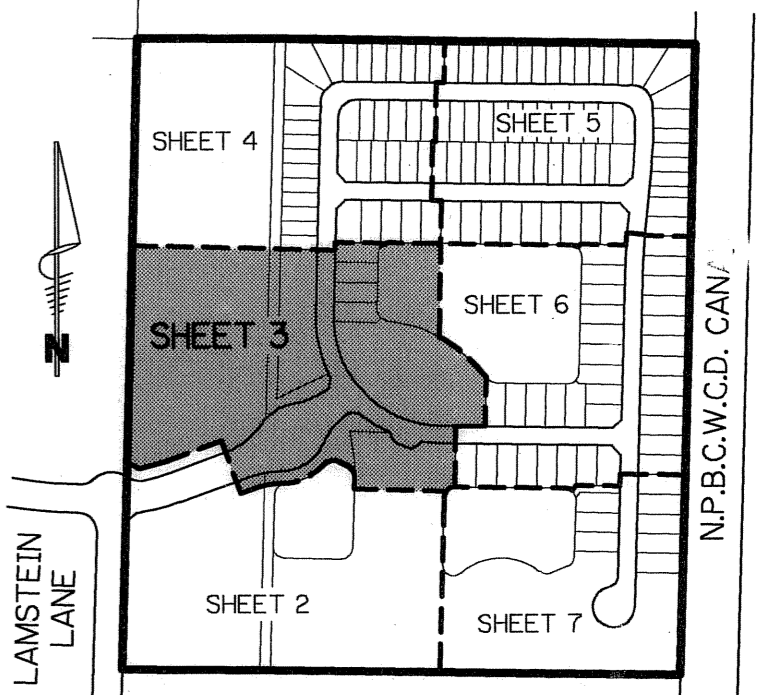 SHEET 4
SHEET 5
SHEET 3
SHEET 6
N
N.P.B.C.W.C.D. CANA
LAMSTEIN
LANE
SHEET 2
SHEET 7